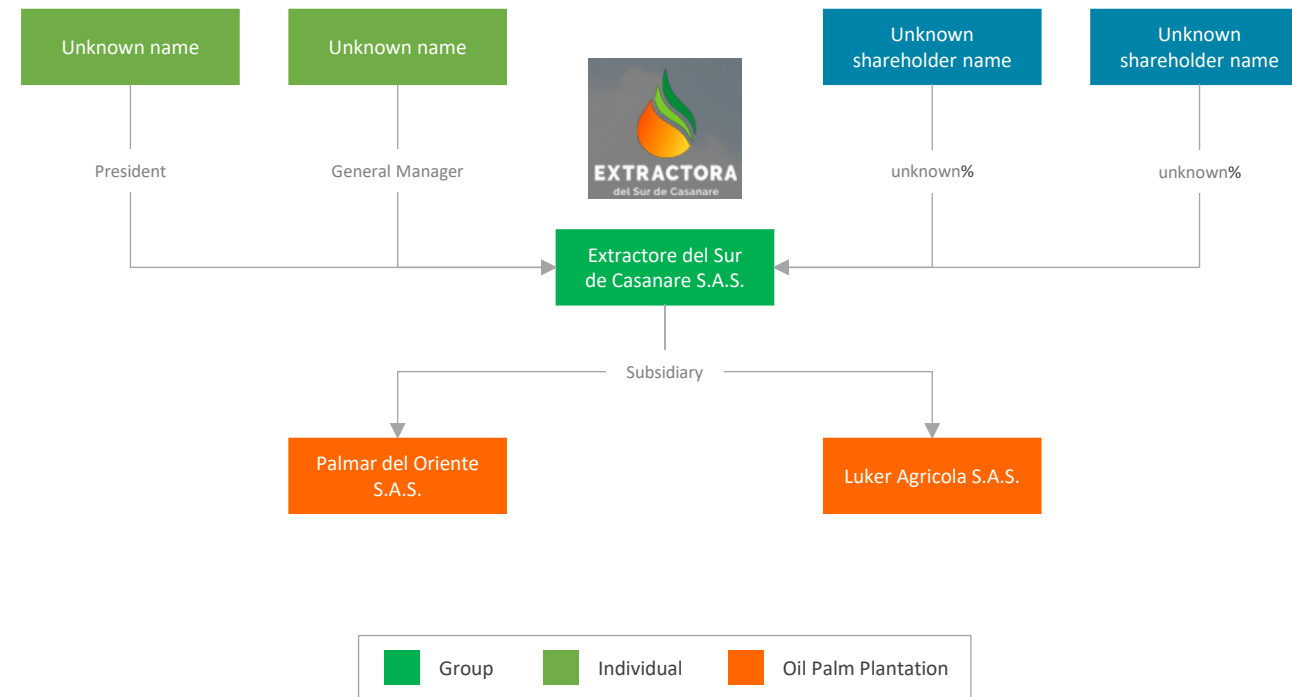 Unknown name
Unknown name
Unknown
shareholder name
Unknown
shareholder name
President
General Manager
EXTRACTORA
del Sur de Casanare
unknown%
unknown%
Extractore del Sur
de Casanare S.A.S.
Subsidiary
Palmar del Oriente
S.A.S.
Luker Agricola S.A.S.
Group
Individual
Oil Palm Plantation